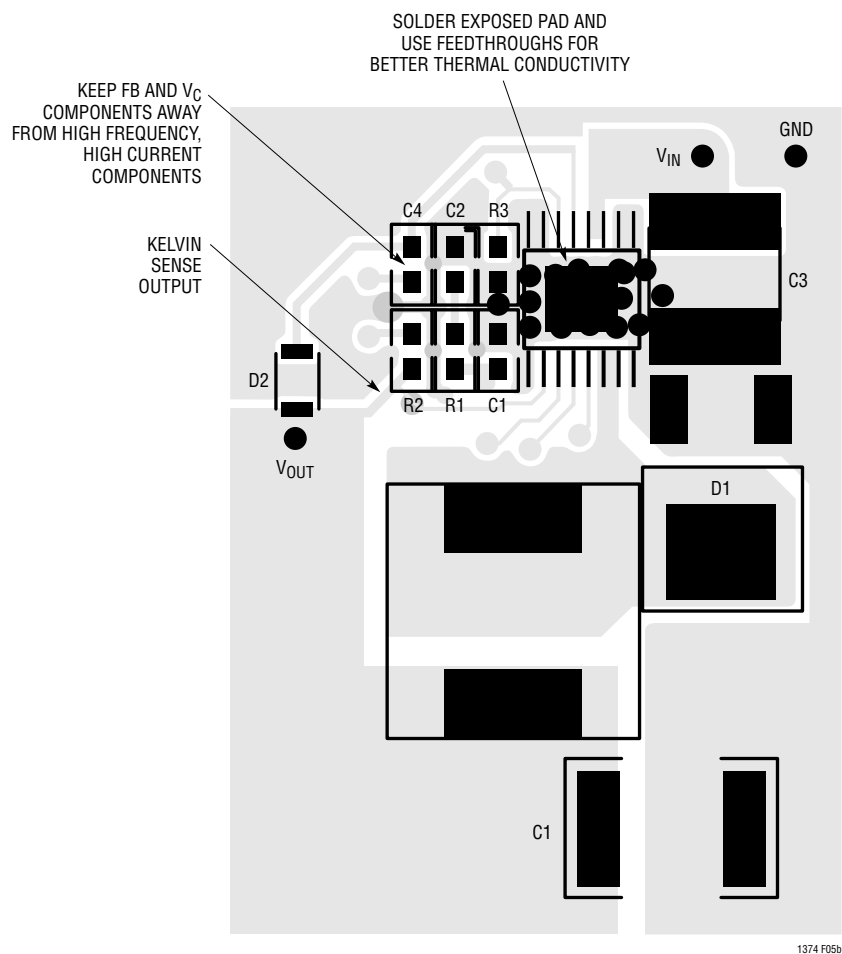 SOLDER EXPOSED PAD AND
USE FEEDTHROUGHS FOR
BETTER THERMAL CONDUCTIVITY
KEEP FB AND VC
COMPONENTS AWAY
FROM HIGH FREQUENCY,
HIGH CURRENT
COMPONENTS
GND
VIN
C4 C2 R3
KELVIN
SENSE
OUTPUT
C3
D2
R2 R1 C1
VOUT
D1
C1
1374 F05b